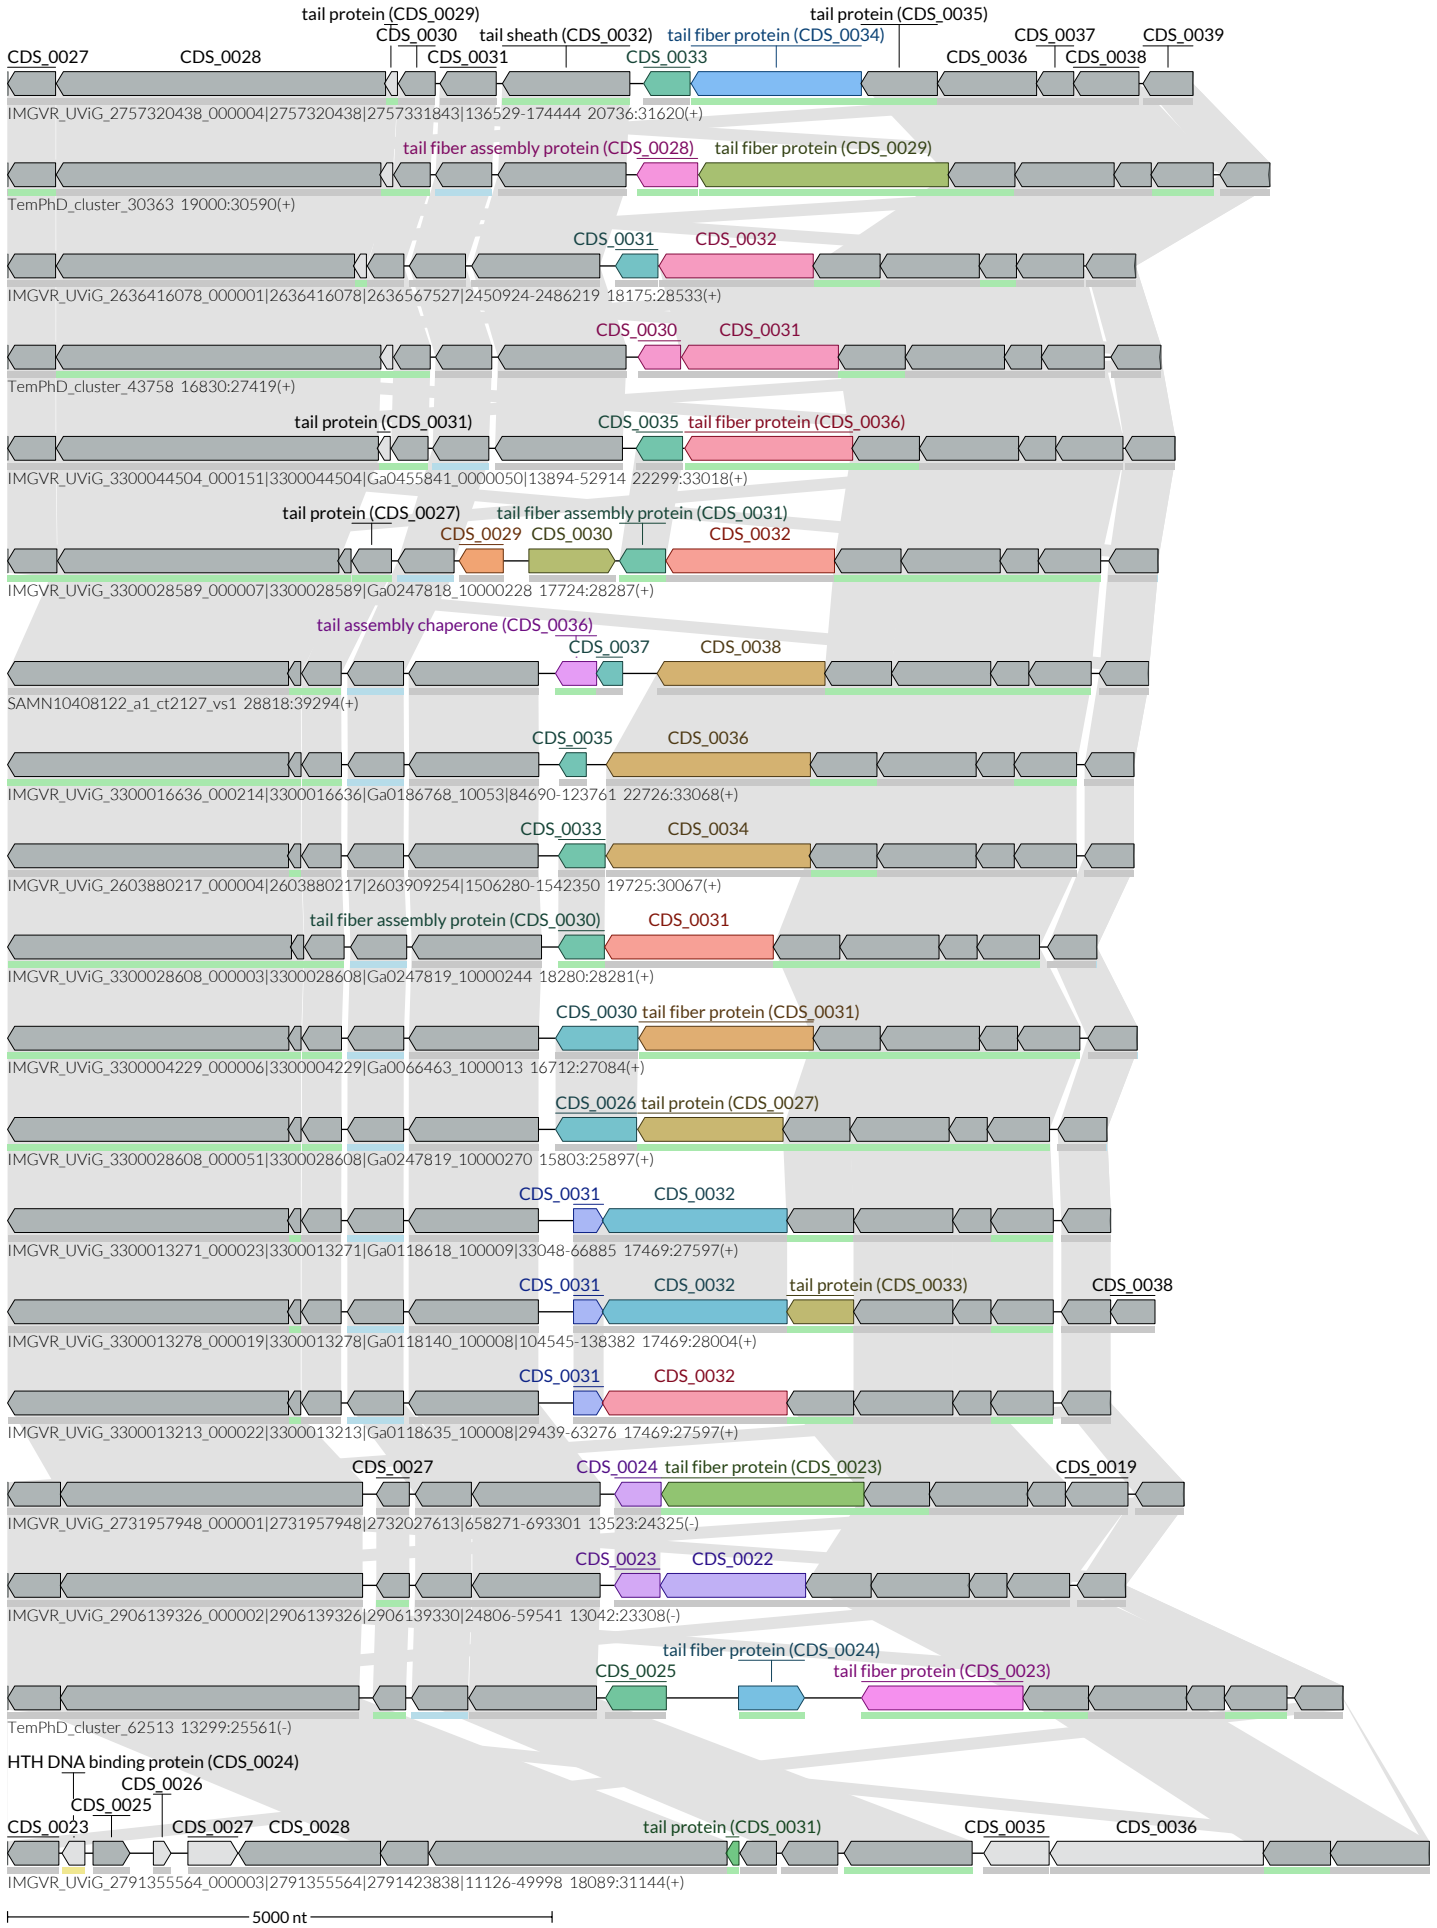 tail protein (CDS_0029) tail protein (CDS_0035)
CDS_0030 tail sheath (CDS_0032) tail fiber protein (CDS_0034) CDS_0037 CDS_0039
CDS_0027 CDS_0028 CDS_0031 CDS_0033 CDS_0036 CDS_0038
IMGVR_UViG_2757320438_000004|2757320438|2757331843|136529-174444 20736:31620(+)
tail fiber assembly protein (CDS_0028) tail fiber protein (CDS_0029)
TemPhD_cluster_30363 19000:30590(+)
CDS_0031 CDS_0032
IMGVR_UViG_2636416078_000001|2636416078|2636567527|2450924-2486219 18175:28533(+)
CDS_0030 CDS_0031
TemPhD_cluster_43758 16830:27419(+)
tail protein (CDS_0031) CDS_0035 tail fiber protein (CDS_0036)
IMGVR_UViG_3300044504_000151|3300044504|Ga0455841_0000050|13894-52914 22299:33018(+)
tail protein (CDS_0027) tail fiber assembly protein (CDS_0031)
CDS_0029 CDS_0030 CDS_0032
IMGVR_UViG_3300028589_000007|3300028589|Ga0247818_10000228 17724:28287(+)
tail assembly chaperone (CDS_0036)
CDS_0037 CDS_0038
SAMN10408122_a1_ct2127_vs1 28818:39294(+)
CDS_0035 CDS_0036
IMGVR_UViG_3300016636_000214|3300016636|Ga0186768_10053|84690-123761 22726:33068(+)
CDS_0033 CDS_0034
IMGVR_UViG_2603880217_000004|2603880217|2603909254|1506280-1542350 19725:30067(+)
tail fiber assembly protein (CDS_0030) CDS_0031
IMGVR_UViG_3300028608_000003|3300028608|Ga0247819_10000244 18280:28281(+)
CDS_0030 tail fiber protein (CDS_0031)
IMGVR_UViG_3300004229_000006|3300004229|Ga0066463_1000013 16712:27084(+)
CDS_0026 tail protein (CDS_0027)
IMGVR_UViG_3300028608_000051|3300028608|Ga0247819_10000270 15803:25897(+)
CDS_0031 CDS_0032
IMGVR_UViG_3300013271_000023|3300013271|Ga0118618_100009|33048-66885 17469:27597(+)
CDS_0031 CDS_0032 tail protein (CDS_0033) CDS_0038
IMGVR_UViG_3300013278_000019|3300013278|Ga0118140_100008|104545-138382 17469:28004(+)
CDS_0031 CDS_0032
IMGVR_UViG_3300013213_000022|3300013213|Ga0118635_100008|29439-63276 17469:27597(+)
CDS_0027 CDS_0024 tail fiber protein (CDS_0023) CDS_0019
IMGVR_UViG_2731957948_000001|2731957948|2732027613|658271-693301 13523:24325(-)
CDS_0023 CDS_0022
IMGVR_UViG_2906139326_000002|2906139326|2906139330|24806-59541 13042:23308(-)
tail fiber protein (CDS_0024)
CDS_0025 tail fiber protein (CDS_0023)
TemPhD_cluster_62513 13299:25561(-)
HTH DNA binding protein (CDS_0024)
CDS_0026
CDS_0025
CDS_0023 CDS_0027 CDS_0028 tail protein (CDS_0031) CDS_0035 CDS_0036
IMGVR_UViG_2791355564_000003|2791355564|2791423838|11126-49998 18089:31144(+)
5000 nt